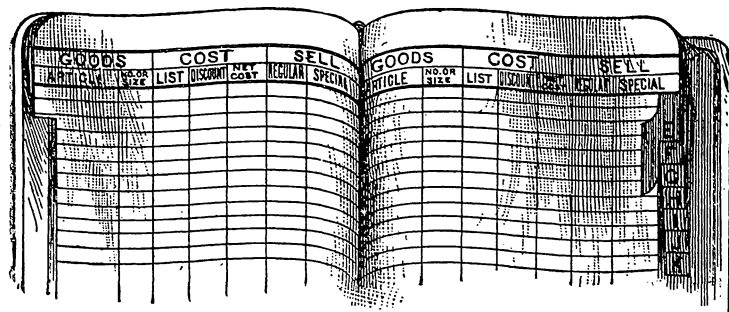 GOODS COST SELL
ARTICLE NO. OR SIZE LIST DISCOUNT NET COST REGULAR SPECIAL
GOODS COST SELL
ARTICLE NO. OR SIZE LIST DISCOUNT NET COST REGULAR SPECIAL
E
F
G
H
I
J
K